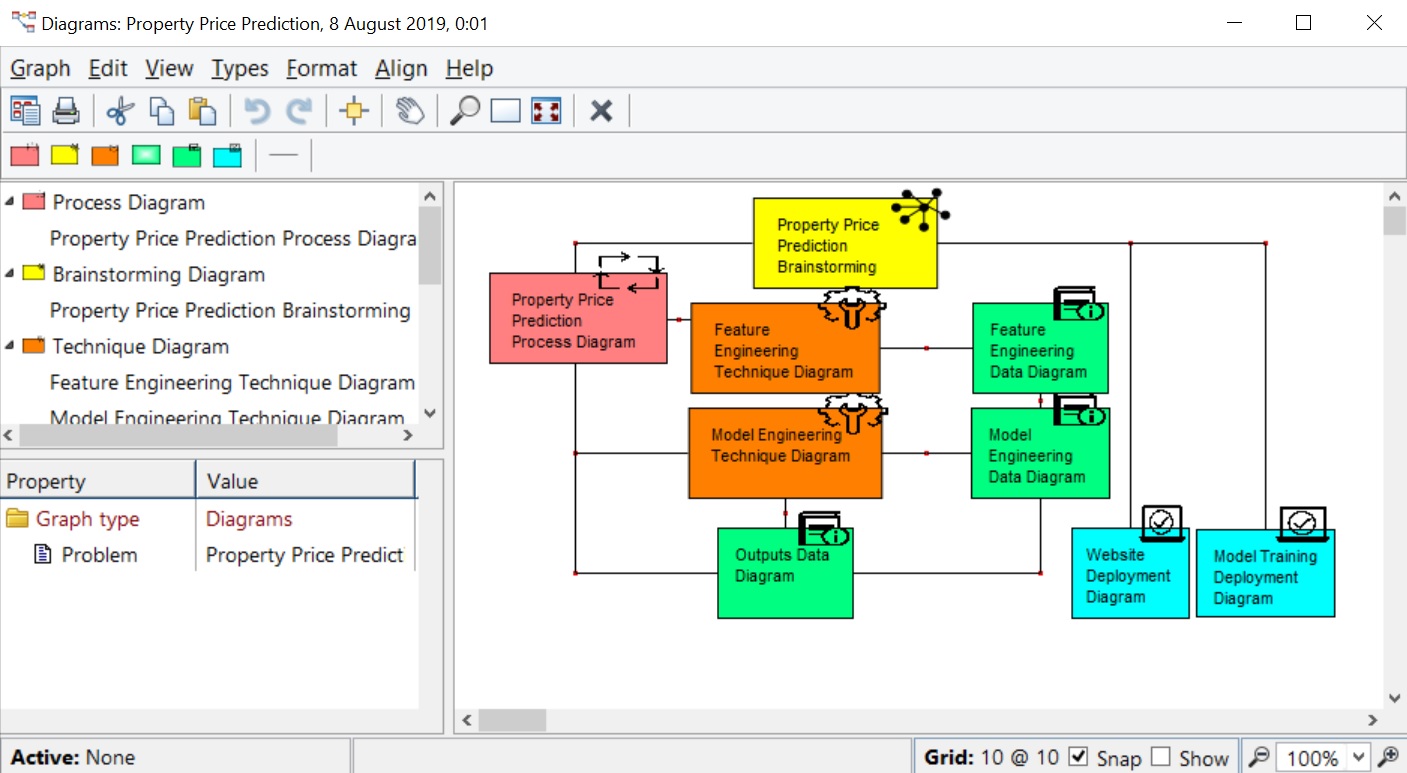 Diagrams: Property Price Prediction, 8 August 2019, 0:01
Graph Edit View Types Format Align Help
Process Diagram
Property Price Prediction Process Diagra
Brainstorming Diagram
Property Price Prediction Brainstorming
Technique Diagram
Feature Engineering Technique Diagram
Model Engineering Technique Diagram
Property Value
Graph type Diagrams
Problem Property Price Predict
Property Price
Prediction
Brainstorming
Property Price
Prediction
Process Diagram
Feature
Engineering
Technique Diagram
Feature
Engineering
Data Diagram
Model Engineering
Technique Diagram
Model
Engineering
Data Diagram
Outputs Data
Diagram
Website
Deployment
Diagram
Model Training
Deployment
Diagram
Active: None
Grid: 10 @ 10 Snap Show 100%